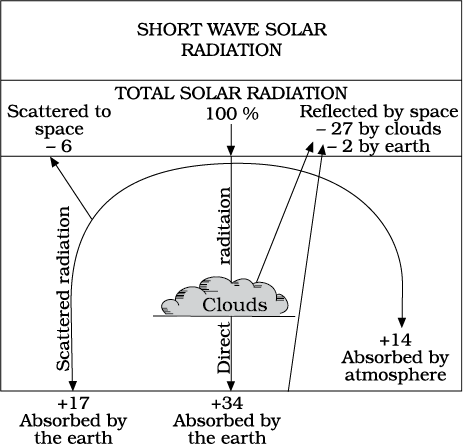 SHORT WAVE SOLAR
RADIATION
TOTAL SOLAR RADIATION
Scattered to
space
– 6
100 %
Reflected by space
– 27 by clouds
– 2 by earth
Scattered radiation
raditaion
Clouds
Direct
+14
Absorbed by
atmosphere
+17
Absorbed by
the earth
+34
Absorbed by
the earth